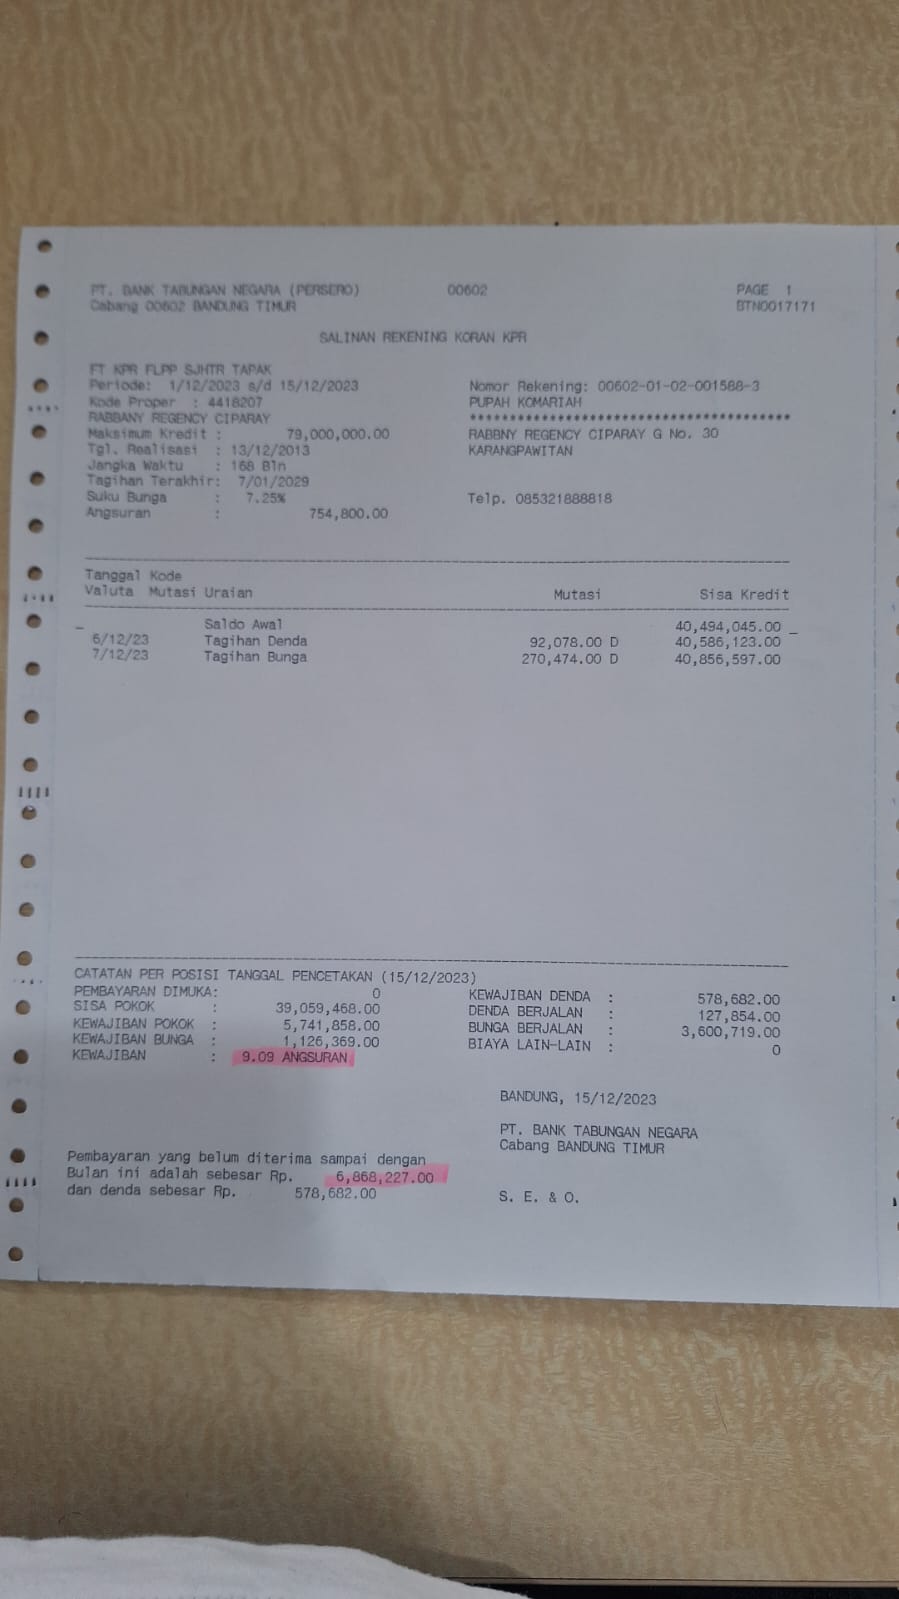 PT. BANK TABUNGAN NEGARA (PERSERO) 00602 PAGE 1
Cabang 00602 BANDUNG TIMUR BTN0017171
SALINAN REKENING KORAN KPR
FT KPR FLPP SJHTR TAPAK
Periode: 1/12/2023 s/d 15/12/2023 Nomor Rekening: 00602-01-02-001588-3
Kode Proper : 4418207 PUPAH KOMARIAH
RABBANY REGENCY CIPARAY ****************************************
Maksimum Kredit : 79,000,000.00 RABBNY REGENCY CIPARAY G No. 30
Tgl. Realisasi : 13/12/2013 KARANGPAWITAN
Jangka Waktu : 168 Bln
Tagihan Terakhir: 7/01/2029
Suku Bunga : 7.25% Telp. 085321888818
Angsuran : 754,800.00
Tanggal Kode
Valuta Mutasi Uraian Mutasi Sisa Kredit
Saldo Awal 40,494,045.00
6/12/23 Tagihan Denda 92,078.00 D 40,586,123.00
7/12/23 Tagihan Bunga 270,474.00 D 40,856,597.00
CATATAN PER POSISI TANGGAL PENCETAKAN (15/12/2023)
PEMBAYARAN DIMUKA: 0 KEWAJIBAN DENDA : 578,682.00
SISA POKOK : 39,059,468.00 DENDA BERJALAN : 127,854.00
KEWAJIBAN POKOK : 5,741,858.00 BUNGA BERJALAN : 3,600,719.00
KEWAJIBAN BUNGA : 1,126,369.00 BIAYA LAIN-LAIN : 0
KEWAJIBAN : 9.09 ANGSURAN
BANDUNG, 15/12/2023
PT. BANK TABUNGAN NEGARA
Cabang BANDUNG TIMUR
Pembayaran yang belum diterima sampai dengan
Bulan ini adalah sebesar Rp. 6,868,227.00
dan denda sebesar Rp. 578,682.00 S. E. & O.